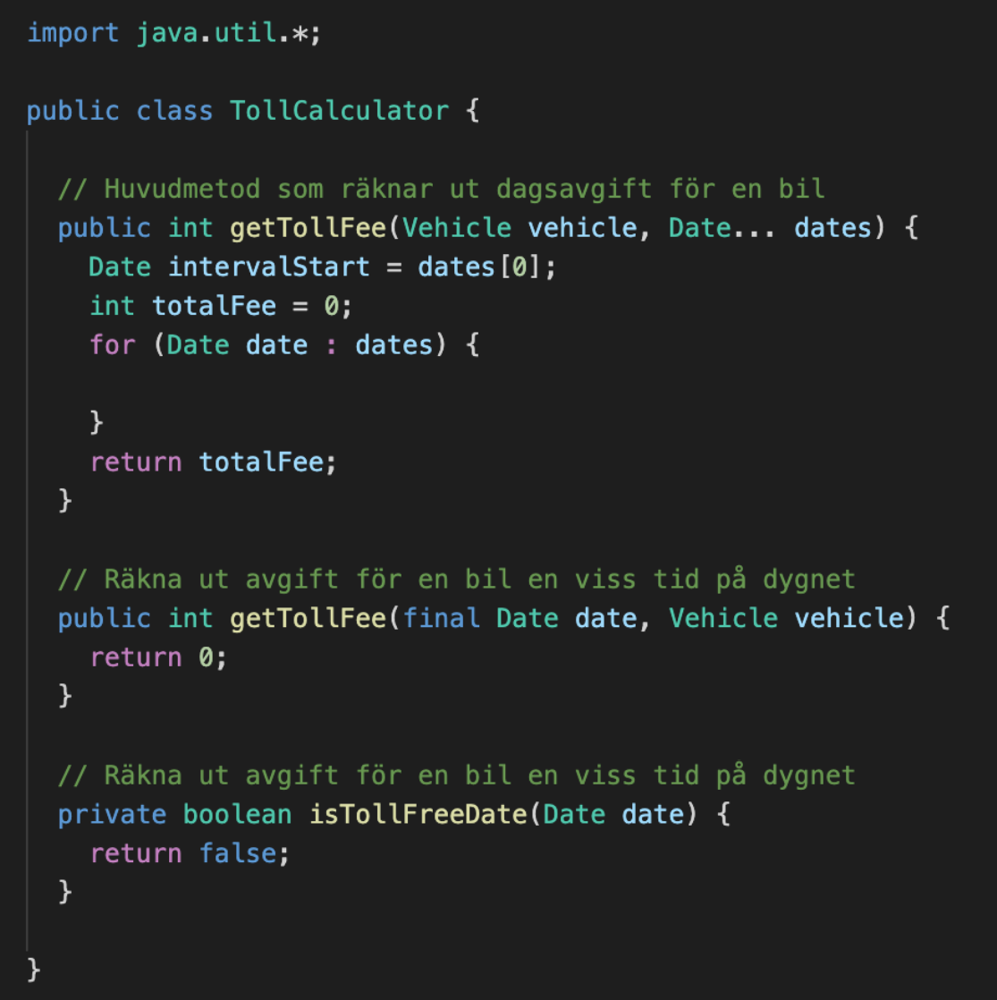 import java.util.*;
public class TollCalculator {
// Huvudmetod som räknar ut dagsavgift för en bil
public int getTollFee(Vehicle vehicle, Date... dates) {
Date intervalStart = dates[0];
int totalFee = 0;
for (Date date : dates) {
}
return totalFee;
}
// Räkna ut avgift för en bil en viss tid på dygnet
public int getTollFee(final Date date, Vehicle vehicle) {
return 0;
}
// Räkna ut avgift för en bil en viss tid på dygnet
private boolean isTollFreeDate(Date date) {
return false;
}
}